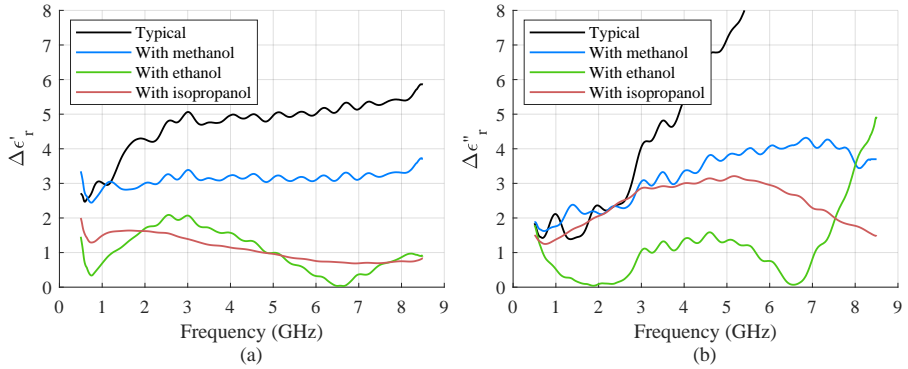 8
7
6
5
4
3
2
1
0
Δϵ'r
Typical
With methanol
With ethanol
With isopropanol
0 1 2 3 4 5 6 7 8 9
Frequency (GHz)
(a)
8
7
6
5
4
3
2
1
0
Δϵ''r
Typical
With methanol
With ethanol
With isopropanol
0 1 2 3 4 5 6 7 8 9
Frequency (GHz)
(b)